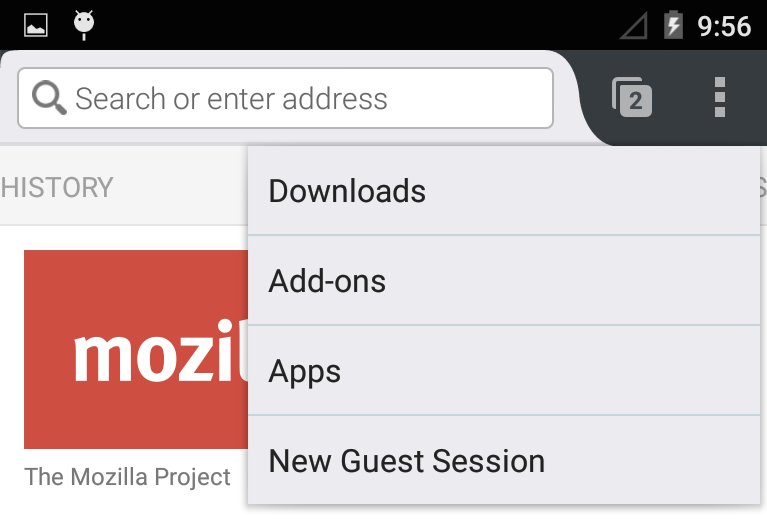 9:56
Search or enter address
2
HISTORY
Downloads
Add-ons
Apps
New Guest Session
mozil
The Mozilla Project